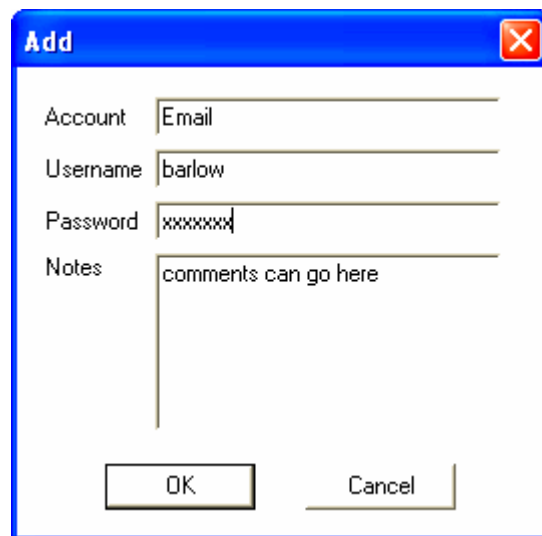 Add
Account Email
Username barlow
Password xxxxxxx
Notes comments can go here
OK Cancel